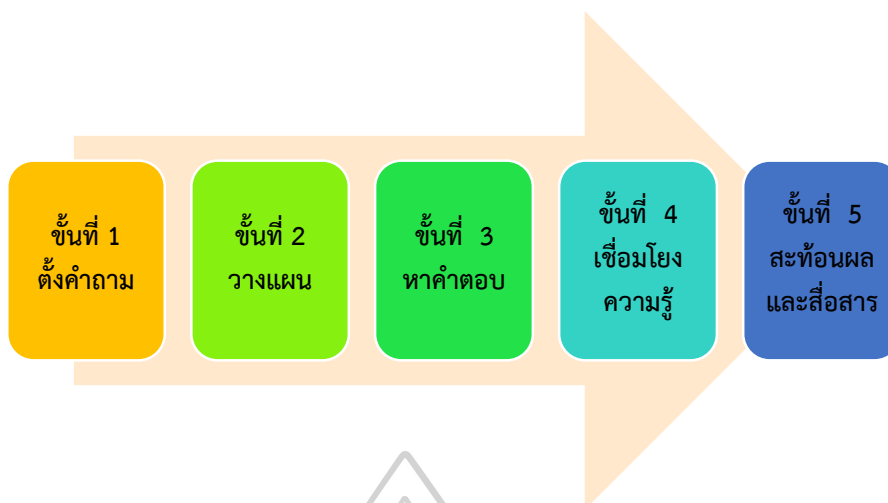 ขั้นที่ 1
ตั้งคำถาม
ขั้นที่ 2
วางแผน
ขั้นที่ 3
หาคำตอบ
ขั้นที่ 4
เชื่อมโยง
ความรู้
ขั้นที่ 5
สะท้อนผล
และสื่อสาร